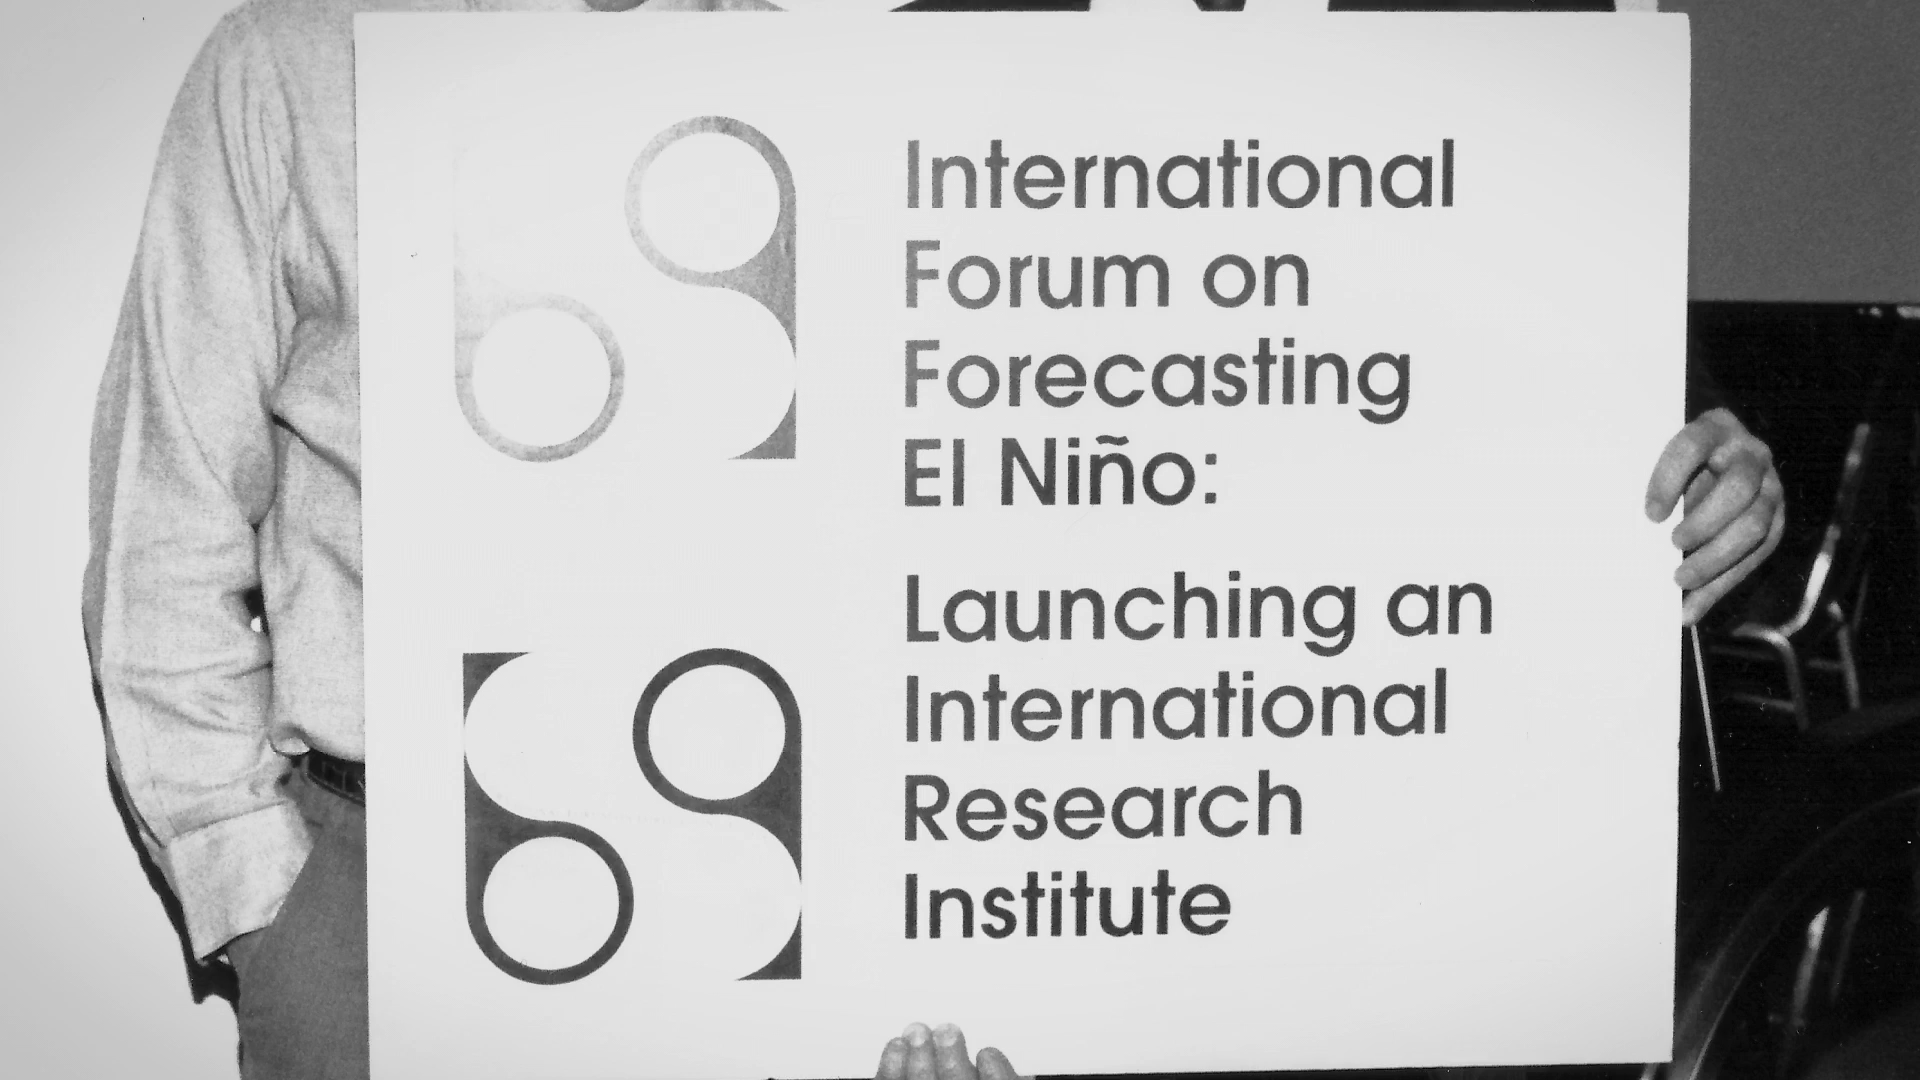 International
Forum on
Forecasting
El Niño:
Launching an
International
Research
Institute